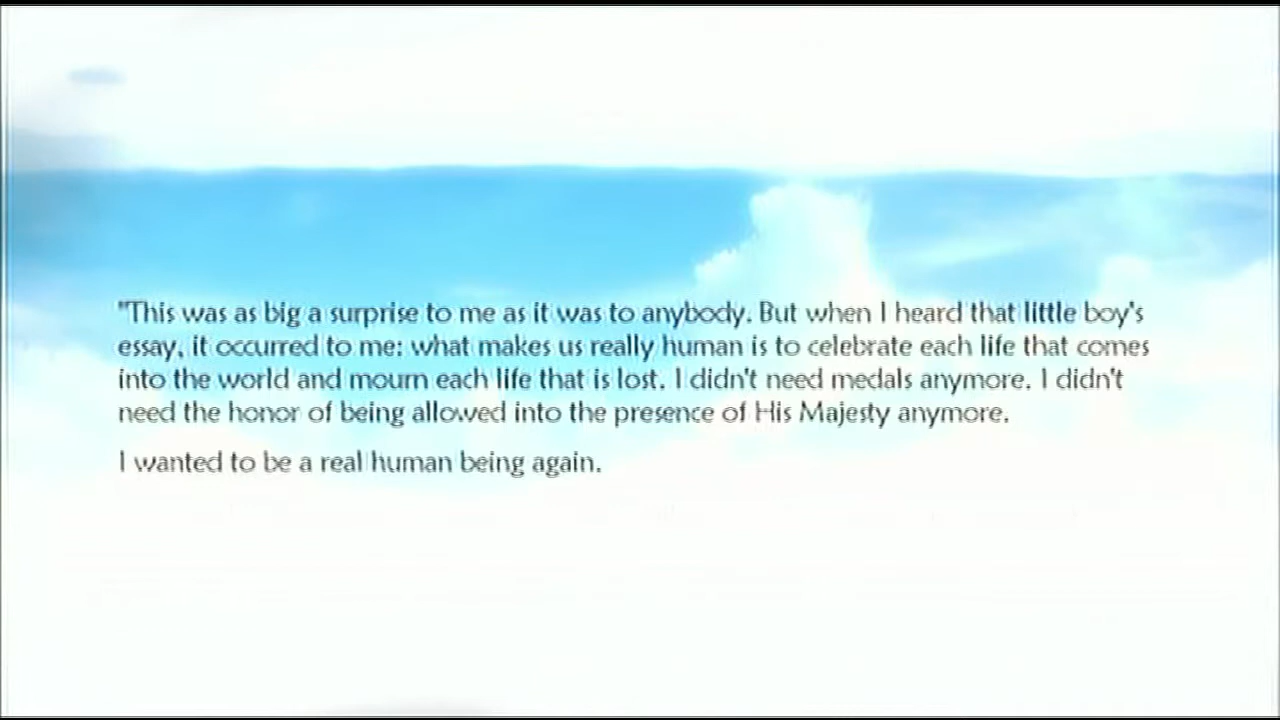 "This was as big a surprise to me as it was to anybody. But when I heard that little boy's
essay, it occurred to me: what makes us really human is to celebrate each life that comes
into the world and mourn each life that is lost. I didn't need medals anymore. I didn't
need the honor of being allowed into the presence of His Majesty anymore.
I wanted to be a real human being again.